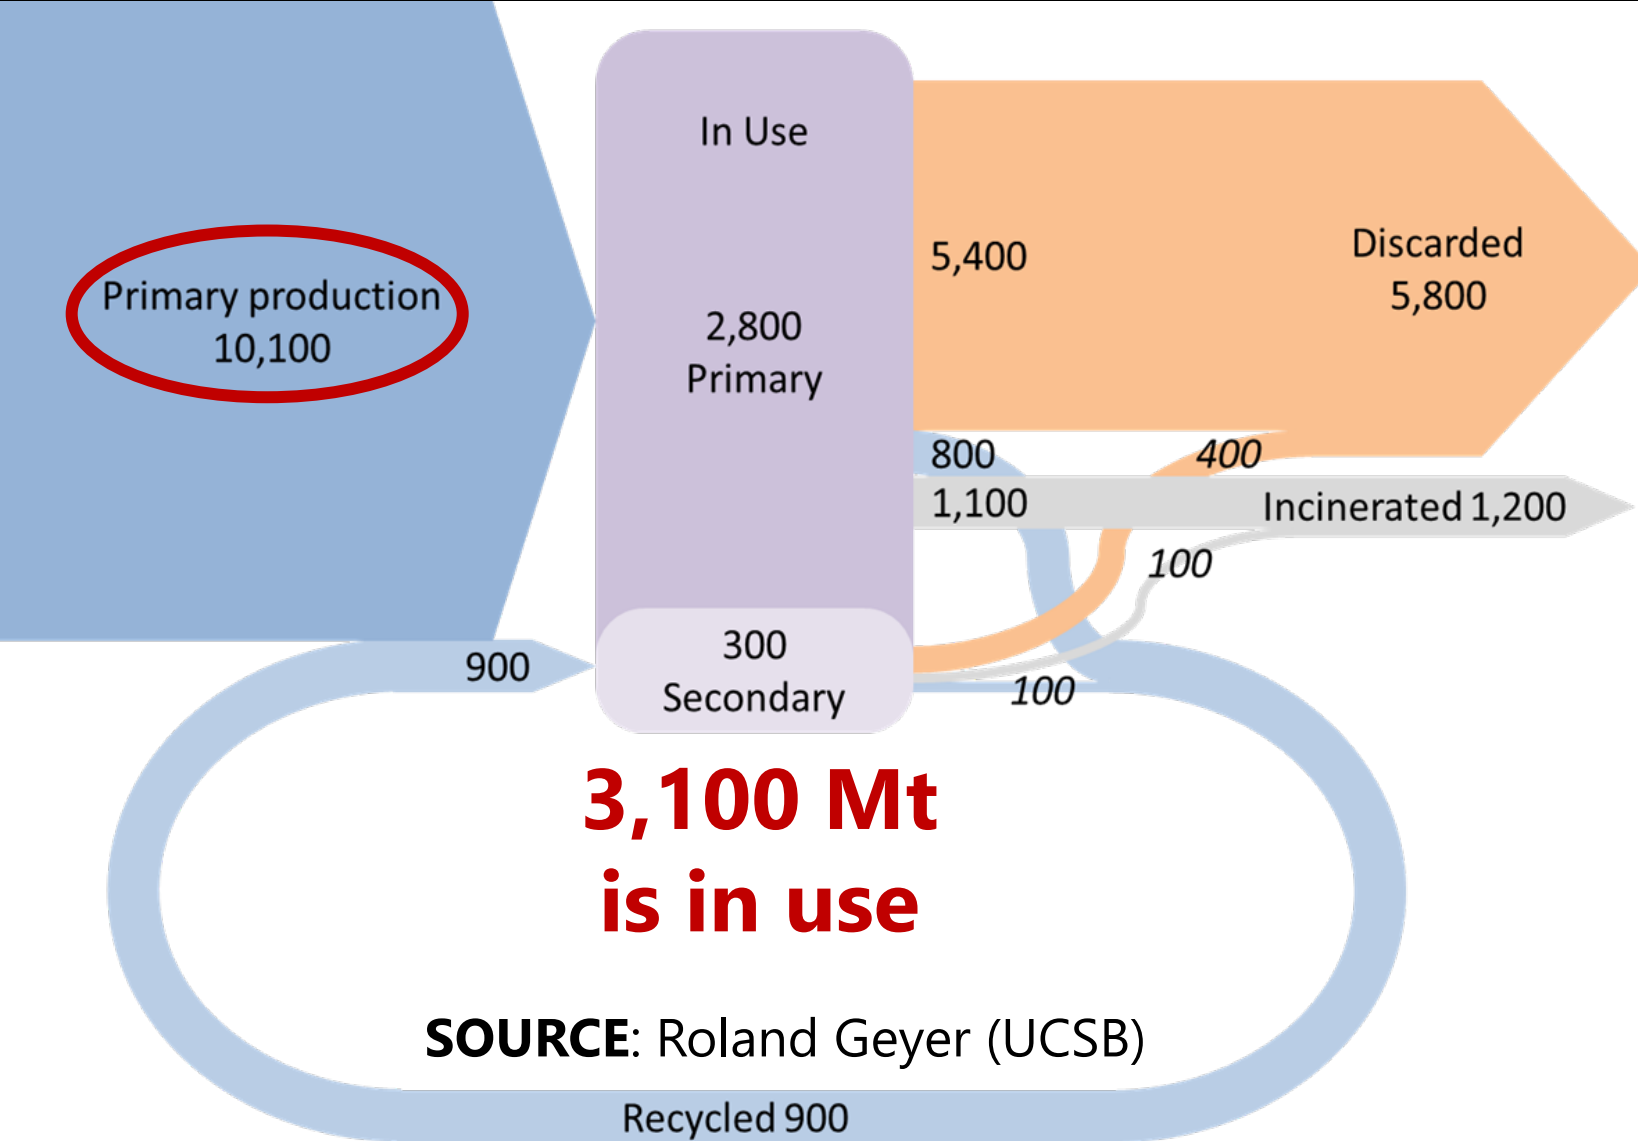 In Use
Primary production
10,100
2,800
Primary
5,400
Discarded
5,800
800
400
1,100
Incinerated 1,200
100
900
300
Secondary
100
3,100 Mt
is in use
SOURCE: Roland Geyer (UCSB)
Recycled 900